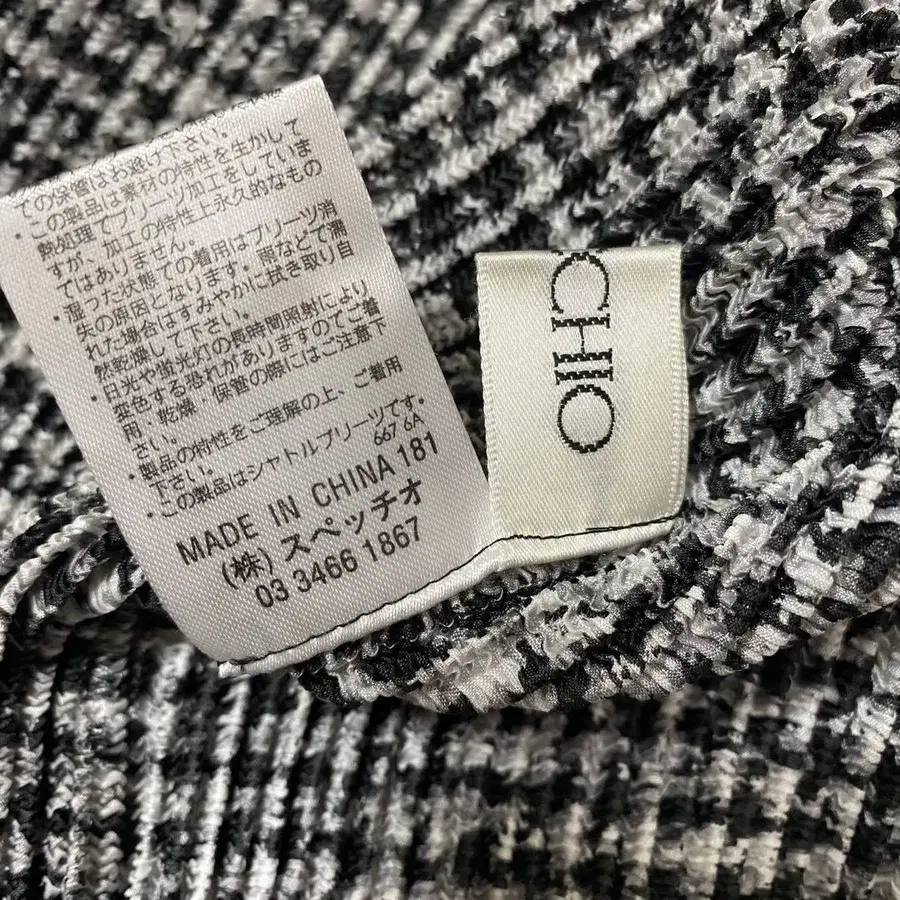 ての保管はお避け下さい。
・この製品は素材の特性を生かして
熱処理でプリーツ加工をしていま
すが、加工の特性上永久的なもの
ではありません。
・湿った状態での着用はプリーツ消
失の原因となります。雨などで濡
れた場合はすみやかに拭き取り自
然乾燥して下さい。
・日光や蛍光灯の長時間照射により
変色する恐れがありますのでご着
用・乾燥・保管の際にはご注意下
さい。
・製品の特性をご理解の上、ご着用
下さい。
・この製品はシャトルプリーツです。
667 6A
MADE IN CHINA 181
(株)スペッチオ
03 3466 1867
CCHIO